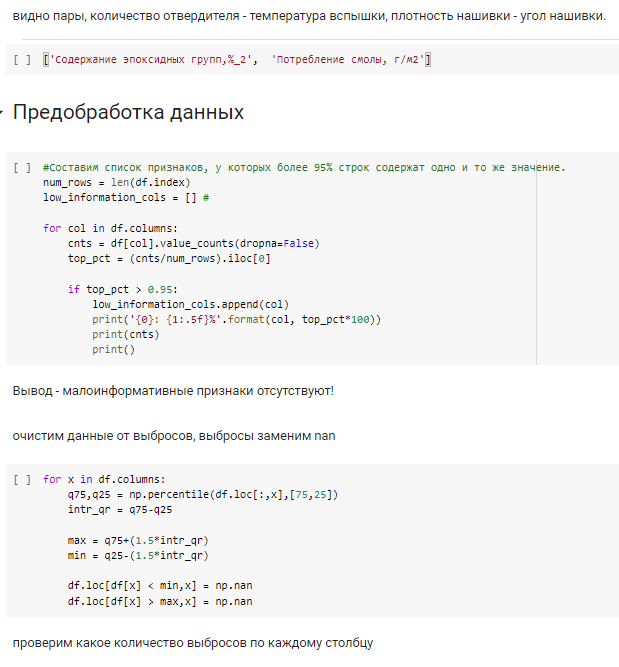 видно пары, количество отвердителя - температура вспышки, плотность нашивки - угол нашивки.
[ ] ['Содержание эпоксидных групп,%_2', 'Потребление смолы, г/м2']
Предобработка данных
[ ] #Составим список признаков, у которых более 95% строк содержат одно и то же значение.
num_rows = len(df.index)
low_information_cols = [] #
for col in df.columns:
    cnts = df[col].value_counts(dropna=False)
    top_pct = (cnts/num_rows).iloc[0]
    if top_pct > 0.95:
        low_information_cols.append(col)
        print('{0}: {1:.5f}%'.format(col, top_pct*100))
        print(cnts)
        print()
Вывод - малоинформативные признаки отсутствуют!
очистим данные от выбросов, выбросы заменим nan
[ ] for x in df.columns:
    q75,q25 = np.percentile(df.loc[:,x],[75,25])
    intr_qr = q75-q25
    max = q75+(1.5*intr_qr)
    min = q25-(1.5*intr_qr)
    df.loc[df[x] < min,x] = np.nan
    df.loc[df[x] > max,x] = np.nan
проверим какое количество выбросов по каждому столбцу